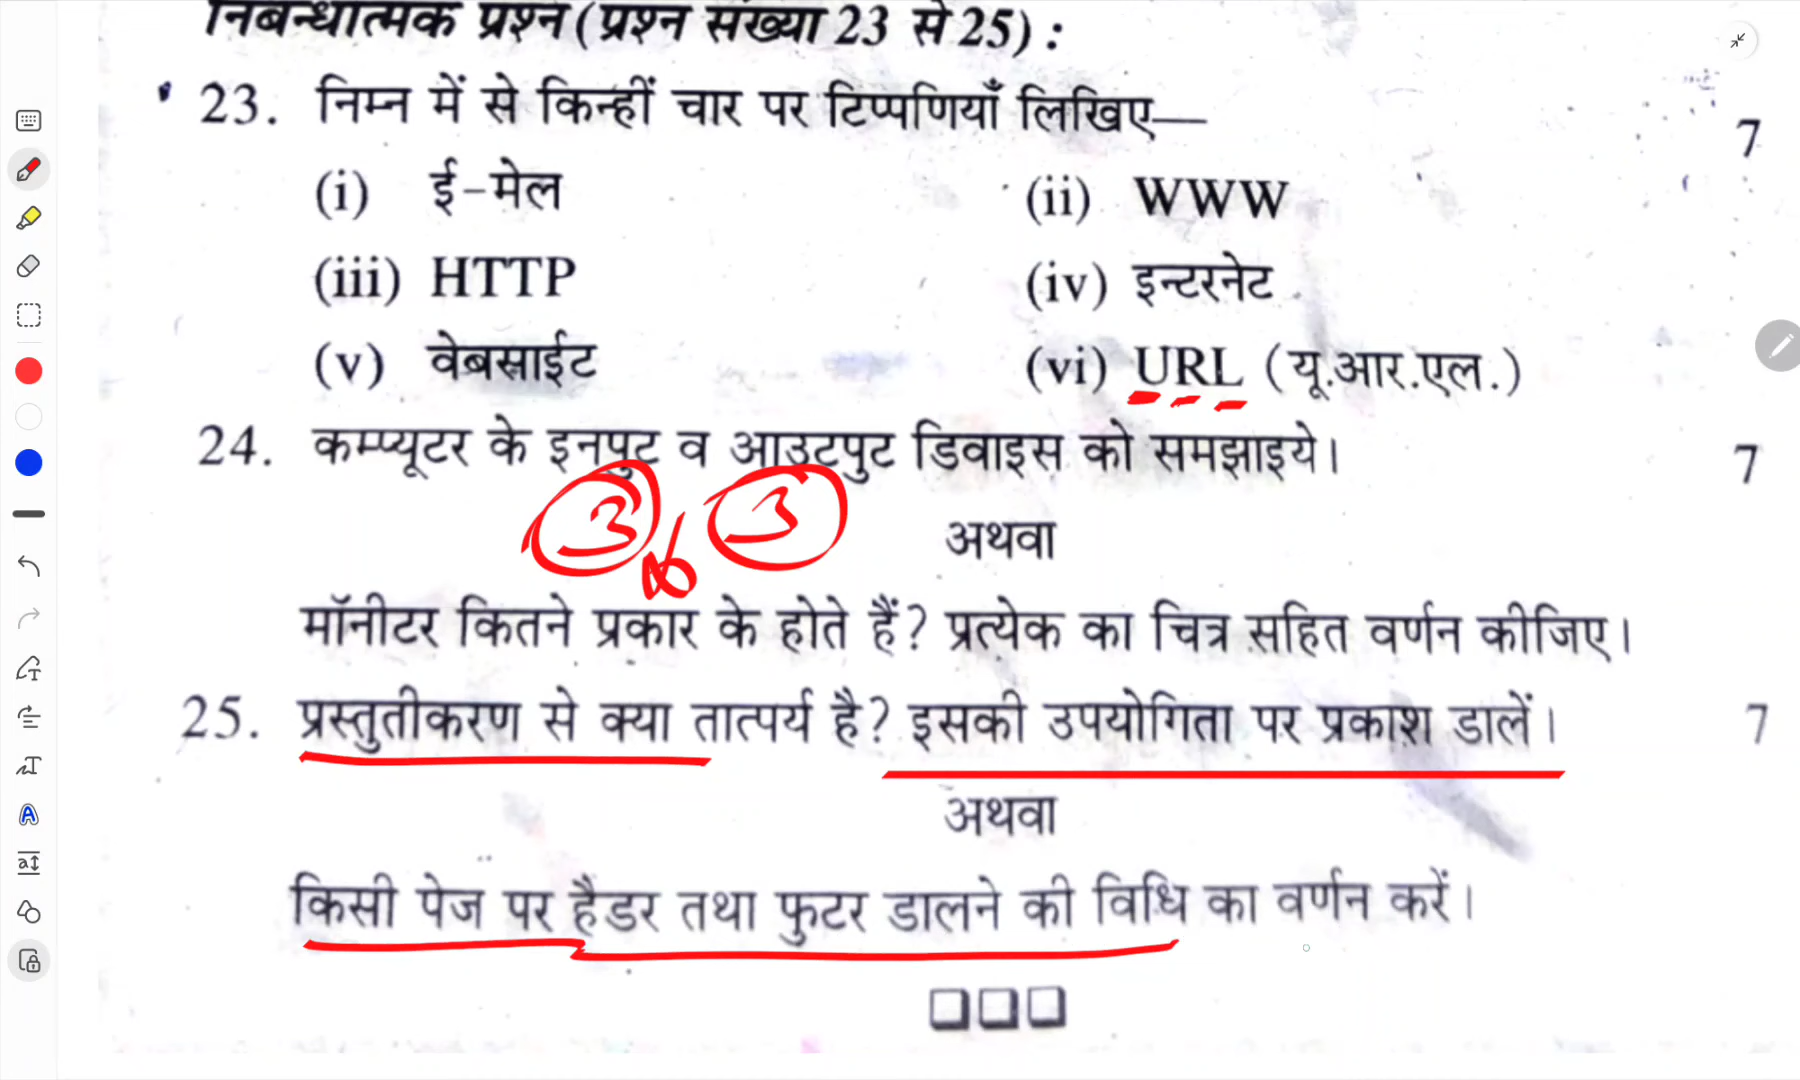 निबन्धात्मक प्रश्न (प्रश्न संख्या 23 से 25) :
23. निम्न में से किन्हीं चार पर टिप्पणियाँ लिखिए— 7
(i) ई-मेल (ii) WWW
(iii) HTTP (iv) इन्टरनेट
(v) वेबसाईट (vi) URL (यू.आर.एल.)
24. कम्प्यूटर के इनपुट व आउटपुट डिवाइस को समझाइये। 7
3 3
अथवा
मॉनीटर कितने प्रकार के होते हैं? प्रत्येक का चित्र सहित वर्णन कीजिए।
25. प्रस्तुतीकरण से क्या तात्पर्य है? इसकी उपयोगिता पर प्रकाश डालें। 7
अथवा
किसी पेज पर हैडर तथा फुटर डालने की विधि का वर्णन करें।